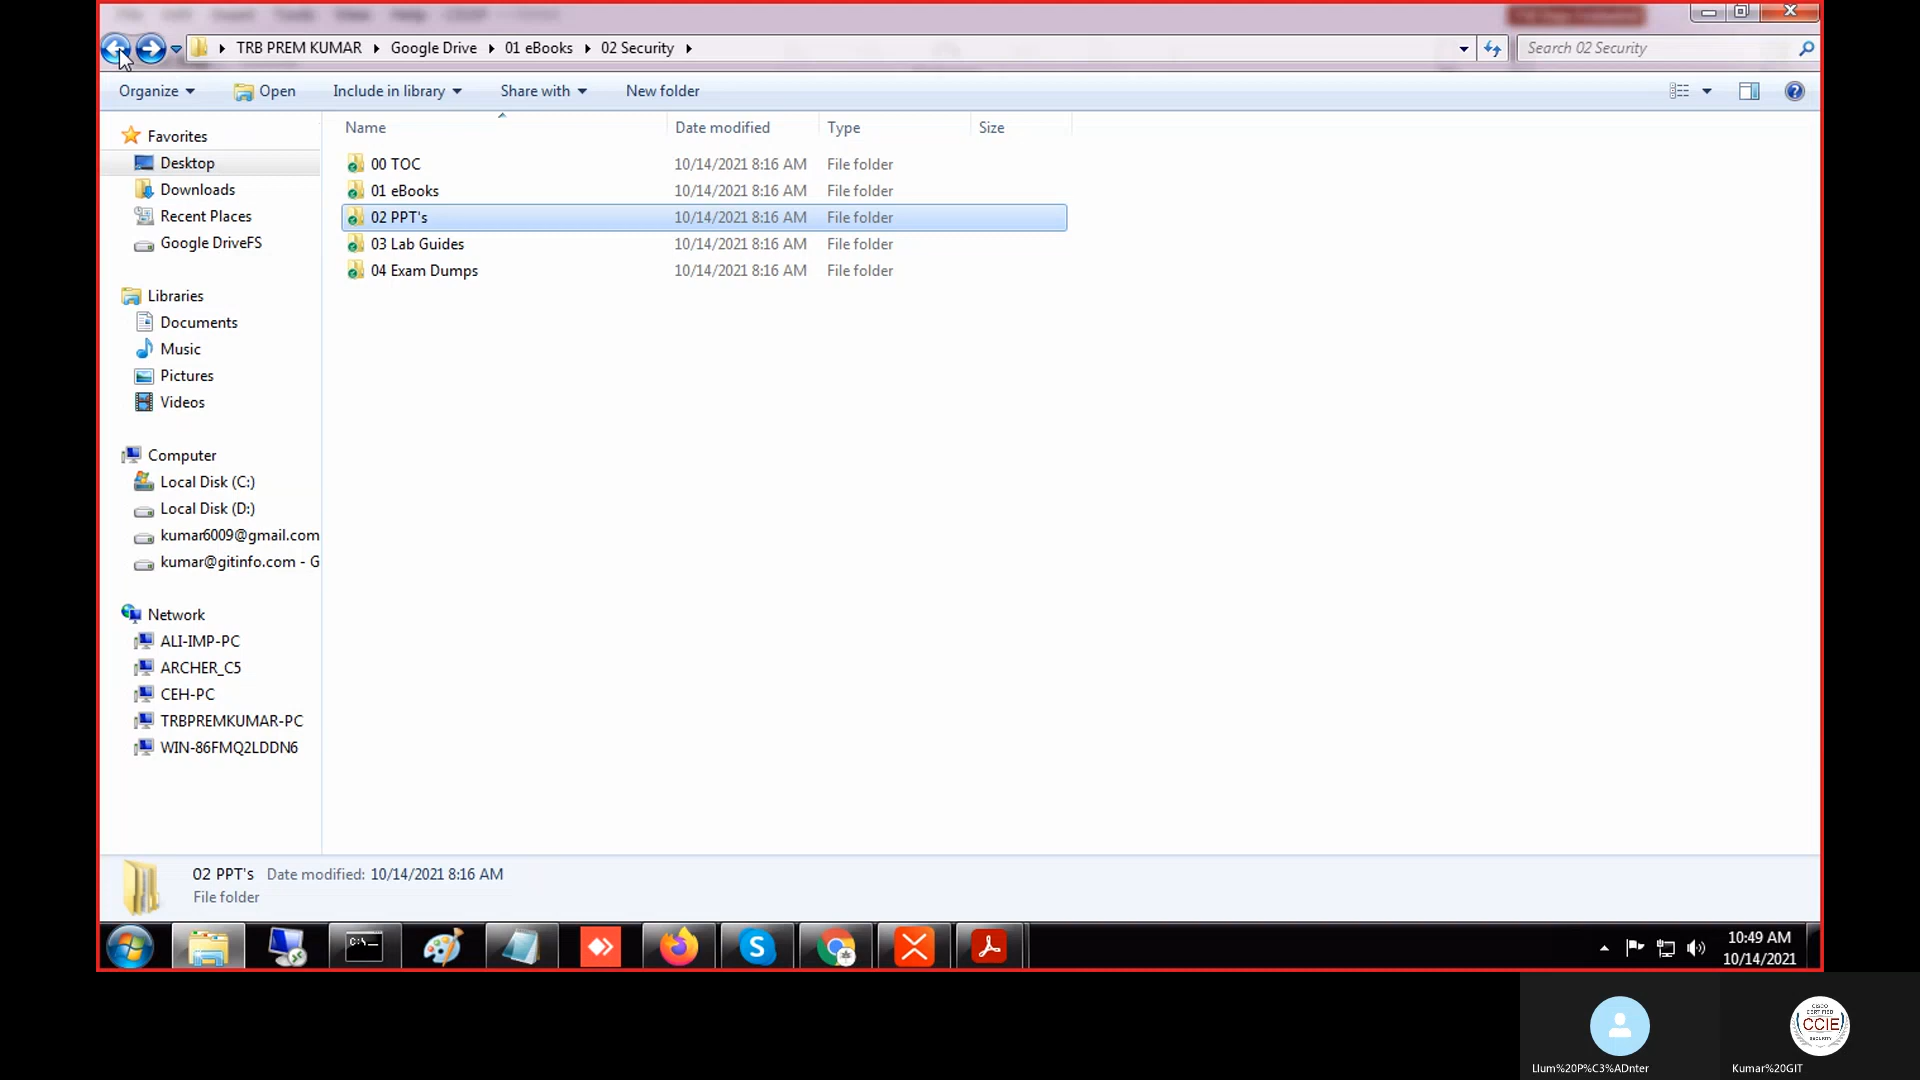 TRB PREM KUMAR Google Drive 01 eBooks 02 Security
Search 02 Security
Organize Open Include in library Share with New folder
Name Date modified Type Size
00 TOC 10/14/2021 8:16 AM File folder
01 eBooks 10/14/2021 8:16 AM File folder
02 PPT's 10/14/2021 8:16 AM File folder
03 Lab Guides 10/14/2021 8:16 AM File folder
04 Exam Dumps 10/14/2021 8:16 AM File folder
Favorites
Desktop
Downloads
Recent Places
Google DriveFS
Libraries
Documents
Music
Pictures
Videos
Computer
Local Disk (C:)
Local Disk (D:)
kumar6009@gmail.com
kumar@gitinfo.com - G
Network
ALI-IMP-PC
ARCHER_C5
CEH-PC
TRBPREMKUMAR-PC
WIN-86FMQ2LDDN6
02 PPT's Date modified: 10/14/2021 8:16 AM
File folder
10:49 AM
10/14/2021
CISCO
CERTIFIED
CCIE
SECURITY
Llum%20P%C3%ADnter
Kumar%20GIT